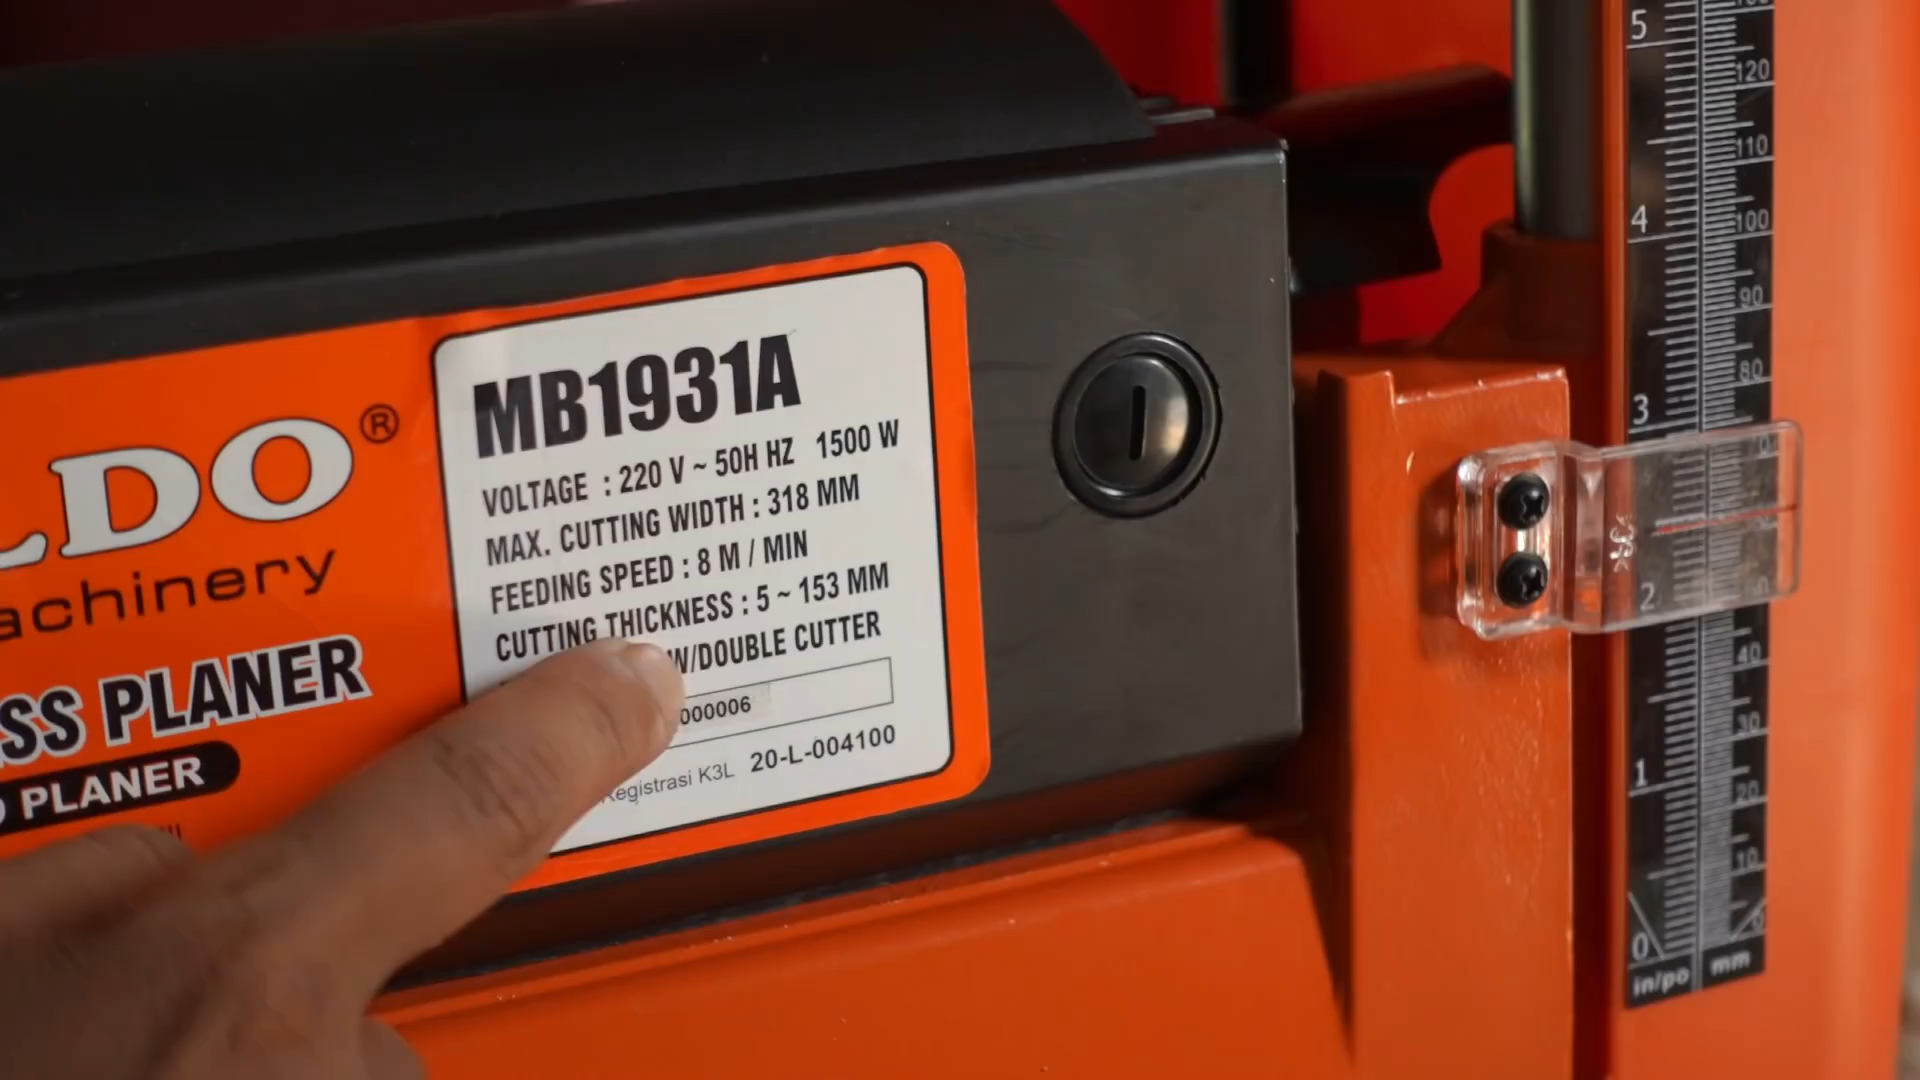 LDO®
achinery
SS PLANER
PLANER
MB1931A
VOLTAGE : 220 V ~ 50H HZ 1500 W
MAX. CUTTING WIDTH : 318 MM
FEEDING SPEED : 8 M / MIN
CUTTING THICKNESS : 5 ~ 153 MM
W/DOUBLE CUTTER
000006
Registrasi K3L 20-L-004100
5
120
110
4
100
90
80
3
2
40
30
1
20
10
0
0
in/po mm